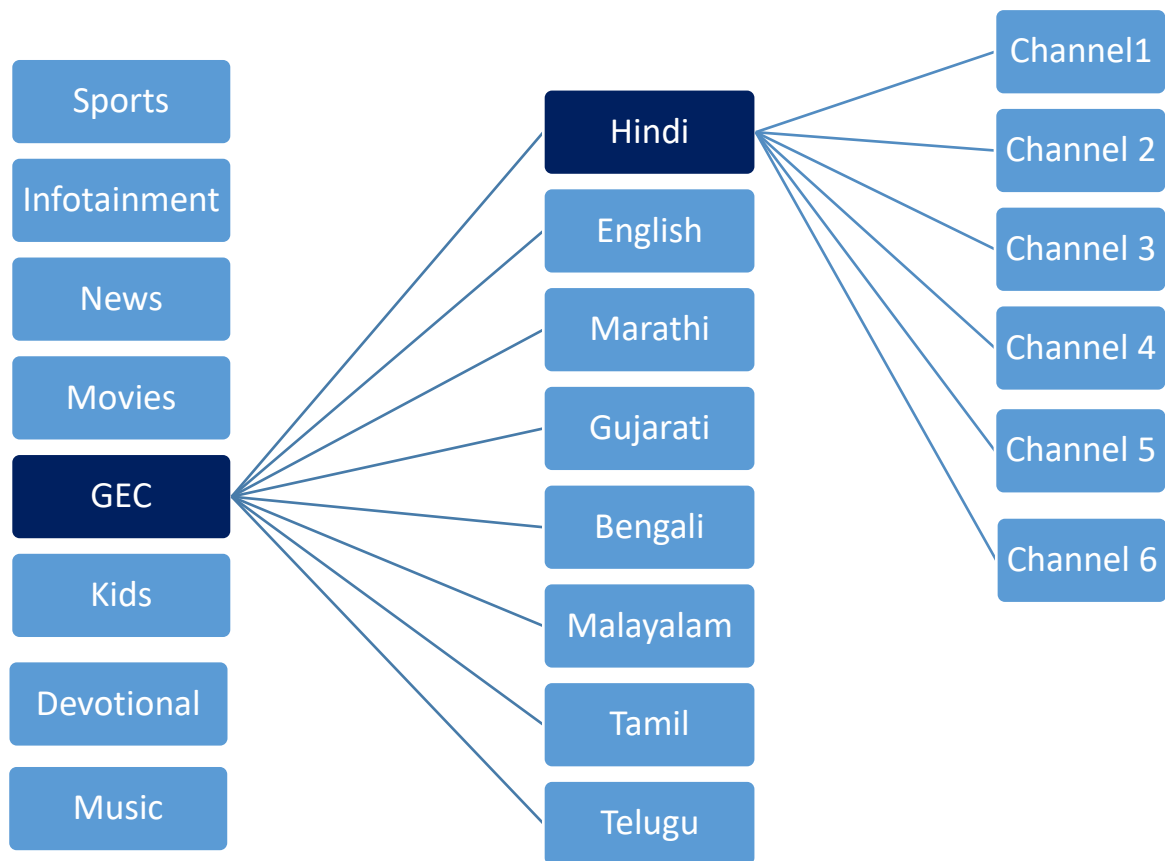 Sports
Infotainment
News
Movies
GEC
Kids
Devotional
Music
Hindi
English
Marathi
Gujarati
Bengali
Malayalam
Tamil
Telugu
Channel1
Channel 2
Channel 3
Channel 4
Channel 5
Channel 6